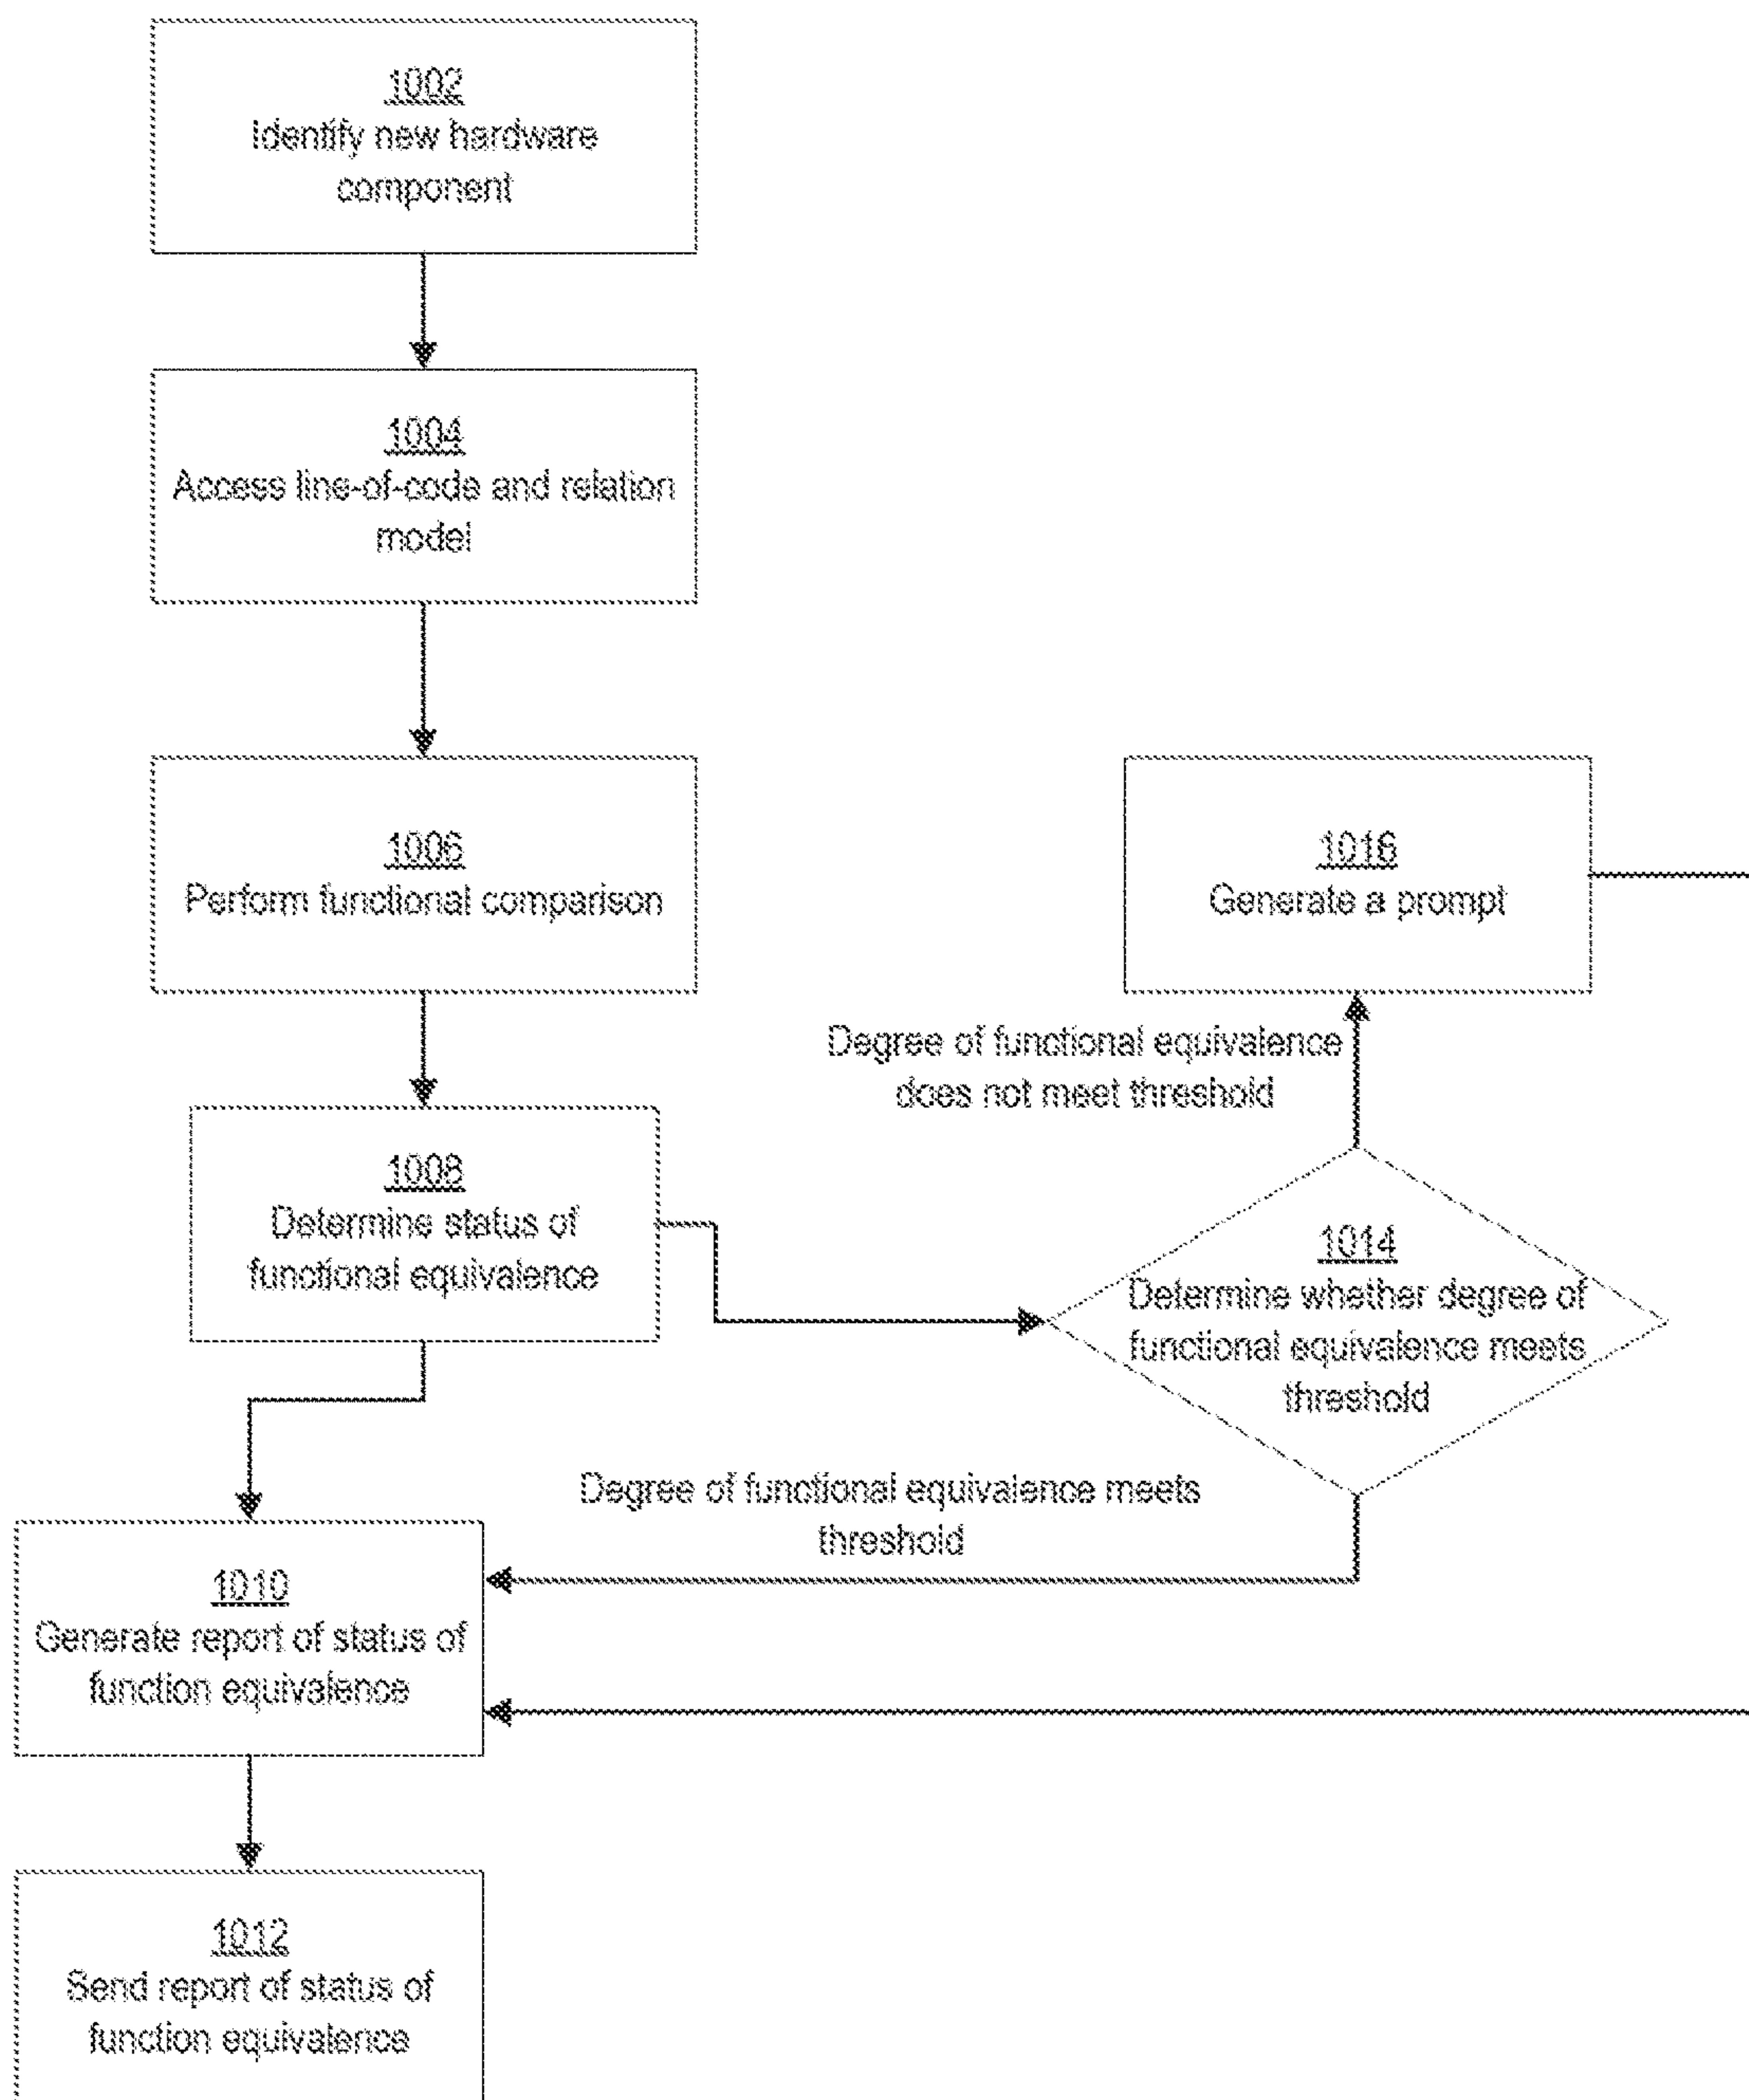 1002
Identify new hardware
component
1004
Access line-of-code and relation
model
1006
Perform functional comparison
1016
Generate a prompt
Degree of functional equivalence
does not meet threshold
1008
Determine status of
functional equivalence
1014
Determine whether degree of
functional equivalence meets
threshold
Degree of functional equivalence meets
threshold
1010
Generate report of status of
function equivalence
1012
Send report of status of
function equivalence